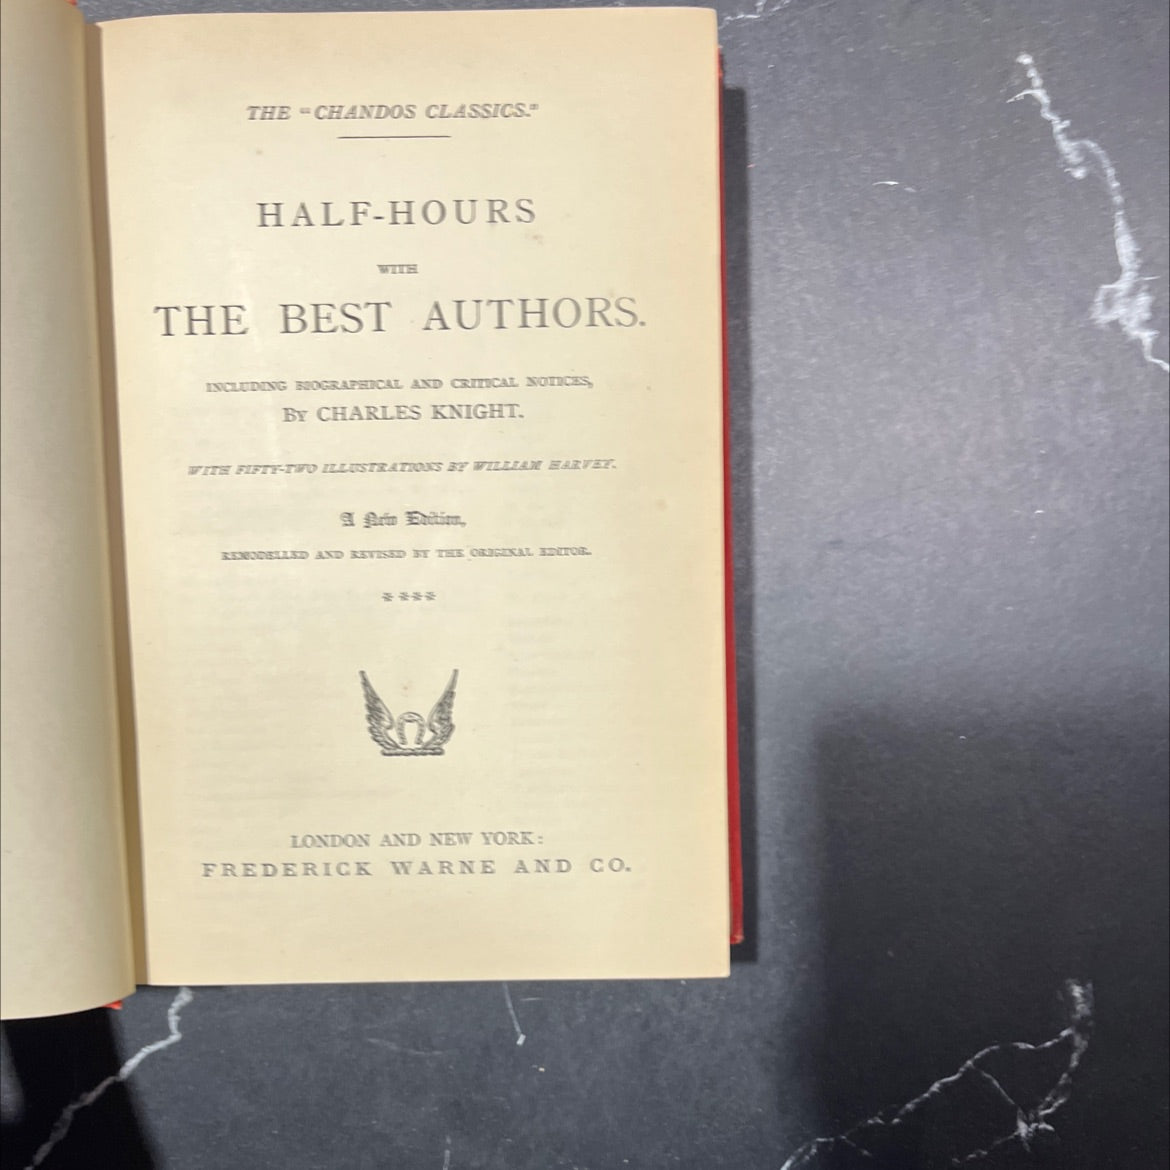 THE "CHANDOS CLASSICS."
HALF-HOURS
WITH
THE BEST AUTHORS.
INCLUDING BIOGRAPHICAL AND CRITICAL NOTICES,
BY CHARLES KNIGHT.
WITH FIFTY-TWO ILLUSTRATIONS BY WILLIAM HARVEY.
A New Edition,
REMODELLED AND REVISED BY THE ORIGINAL EDITOR.
****
LONDON AND NEW YORK:
FREDERICK WARNE AND CO.